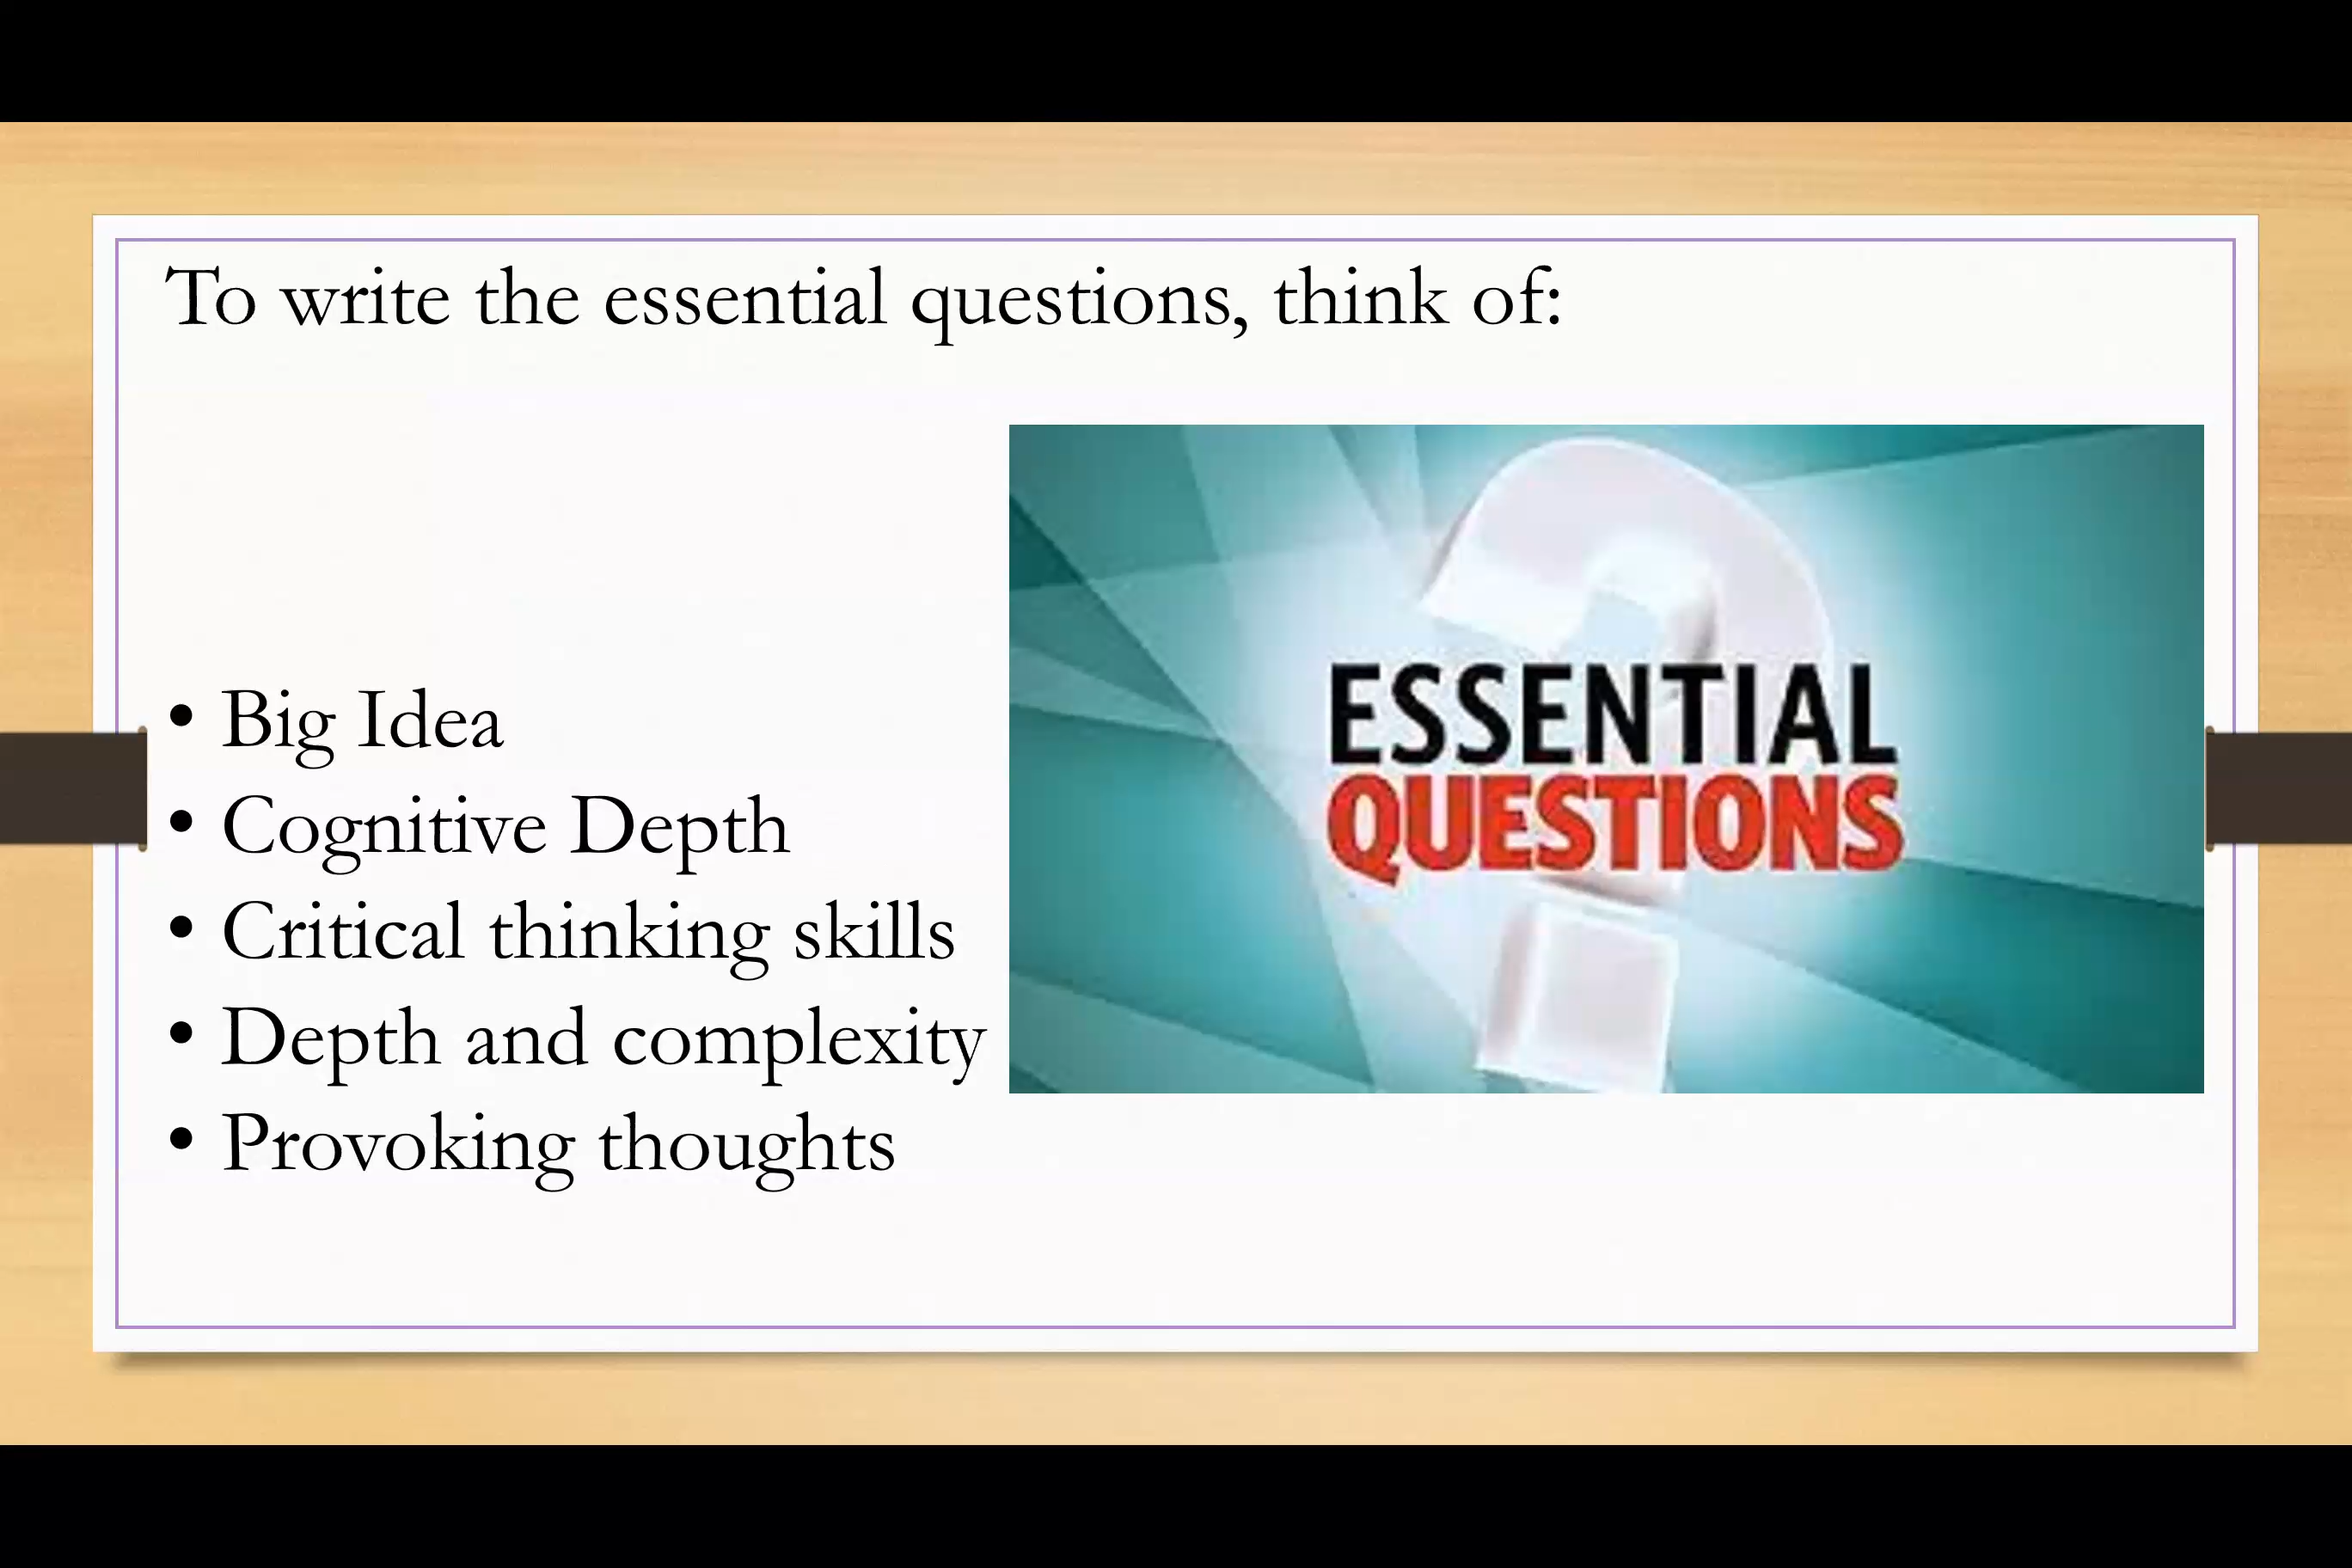 To write the essential questions, think of:
• Big Idea
• Cognitive Depth
• Critical thinking skills
• Depth and complexity
• Provoking thoughts
ESSENTIAL
QUESTIONS